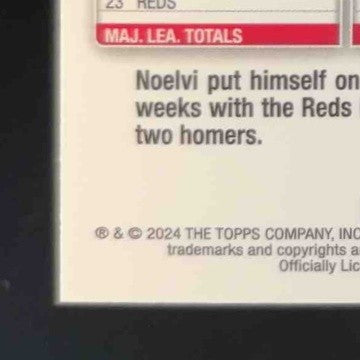 23 REDS
MAJ. LEA. TOTALS
Noelvi put himself on
weeks with the Reds
two homers.
® & © 2024 THE TOPPS COMPANY, INC
trademarks and copyrights a
Officially Lic